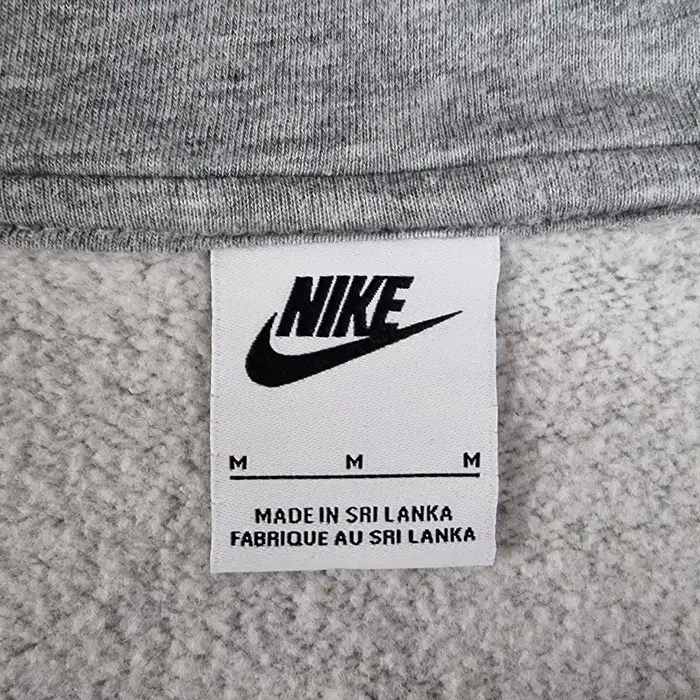 NIKE
M M M
MADE IN SRI LANKA
FABRIQUE AU SRI LANKA